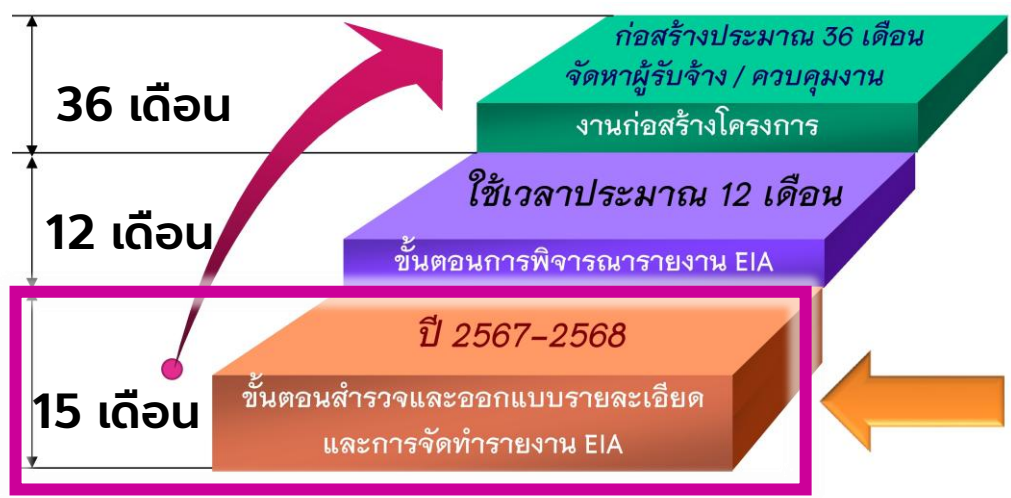 ก่อสร้างประมาณ 36 เดือน
จัดหาผู้รับจ้าง / ควบคุมงาน
36 เดือน
งานก่อสร้างโครงการ
ใช้เวลาประมาณ 12 เดือน
12 เดือน
ขั้นตอนการพิจารณารายงาน EIA
ปี 2567-2568
15 เดือน
ขั้นตอนสำรวจและออกแบบรายละเอียด
และการจัดทำรายงาน EIA